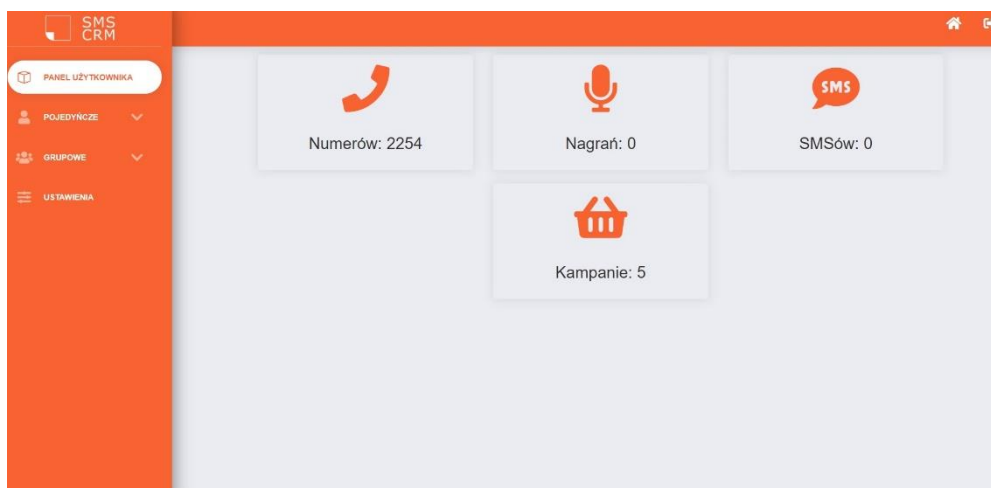 SMS
CRM
PANEL UŻYTKOWNIKA
POJEDYŃCZE
GRUPOWE
USTAWIENIA
Numerów: 2254
Nagrań: 0
SMS
SMSów: 0
Kampanie: 5